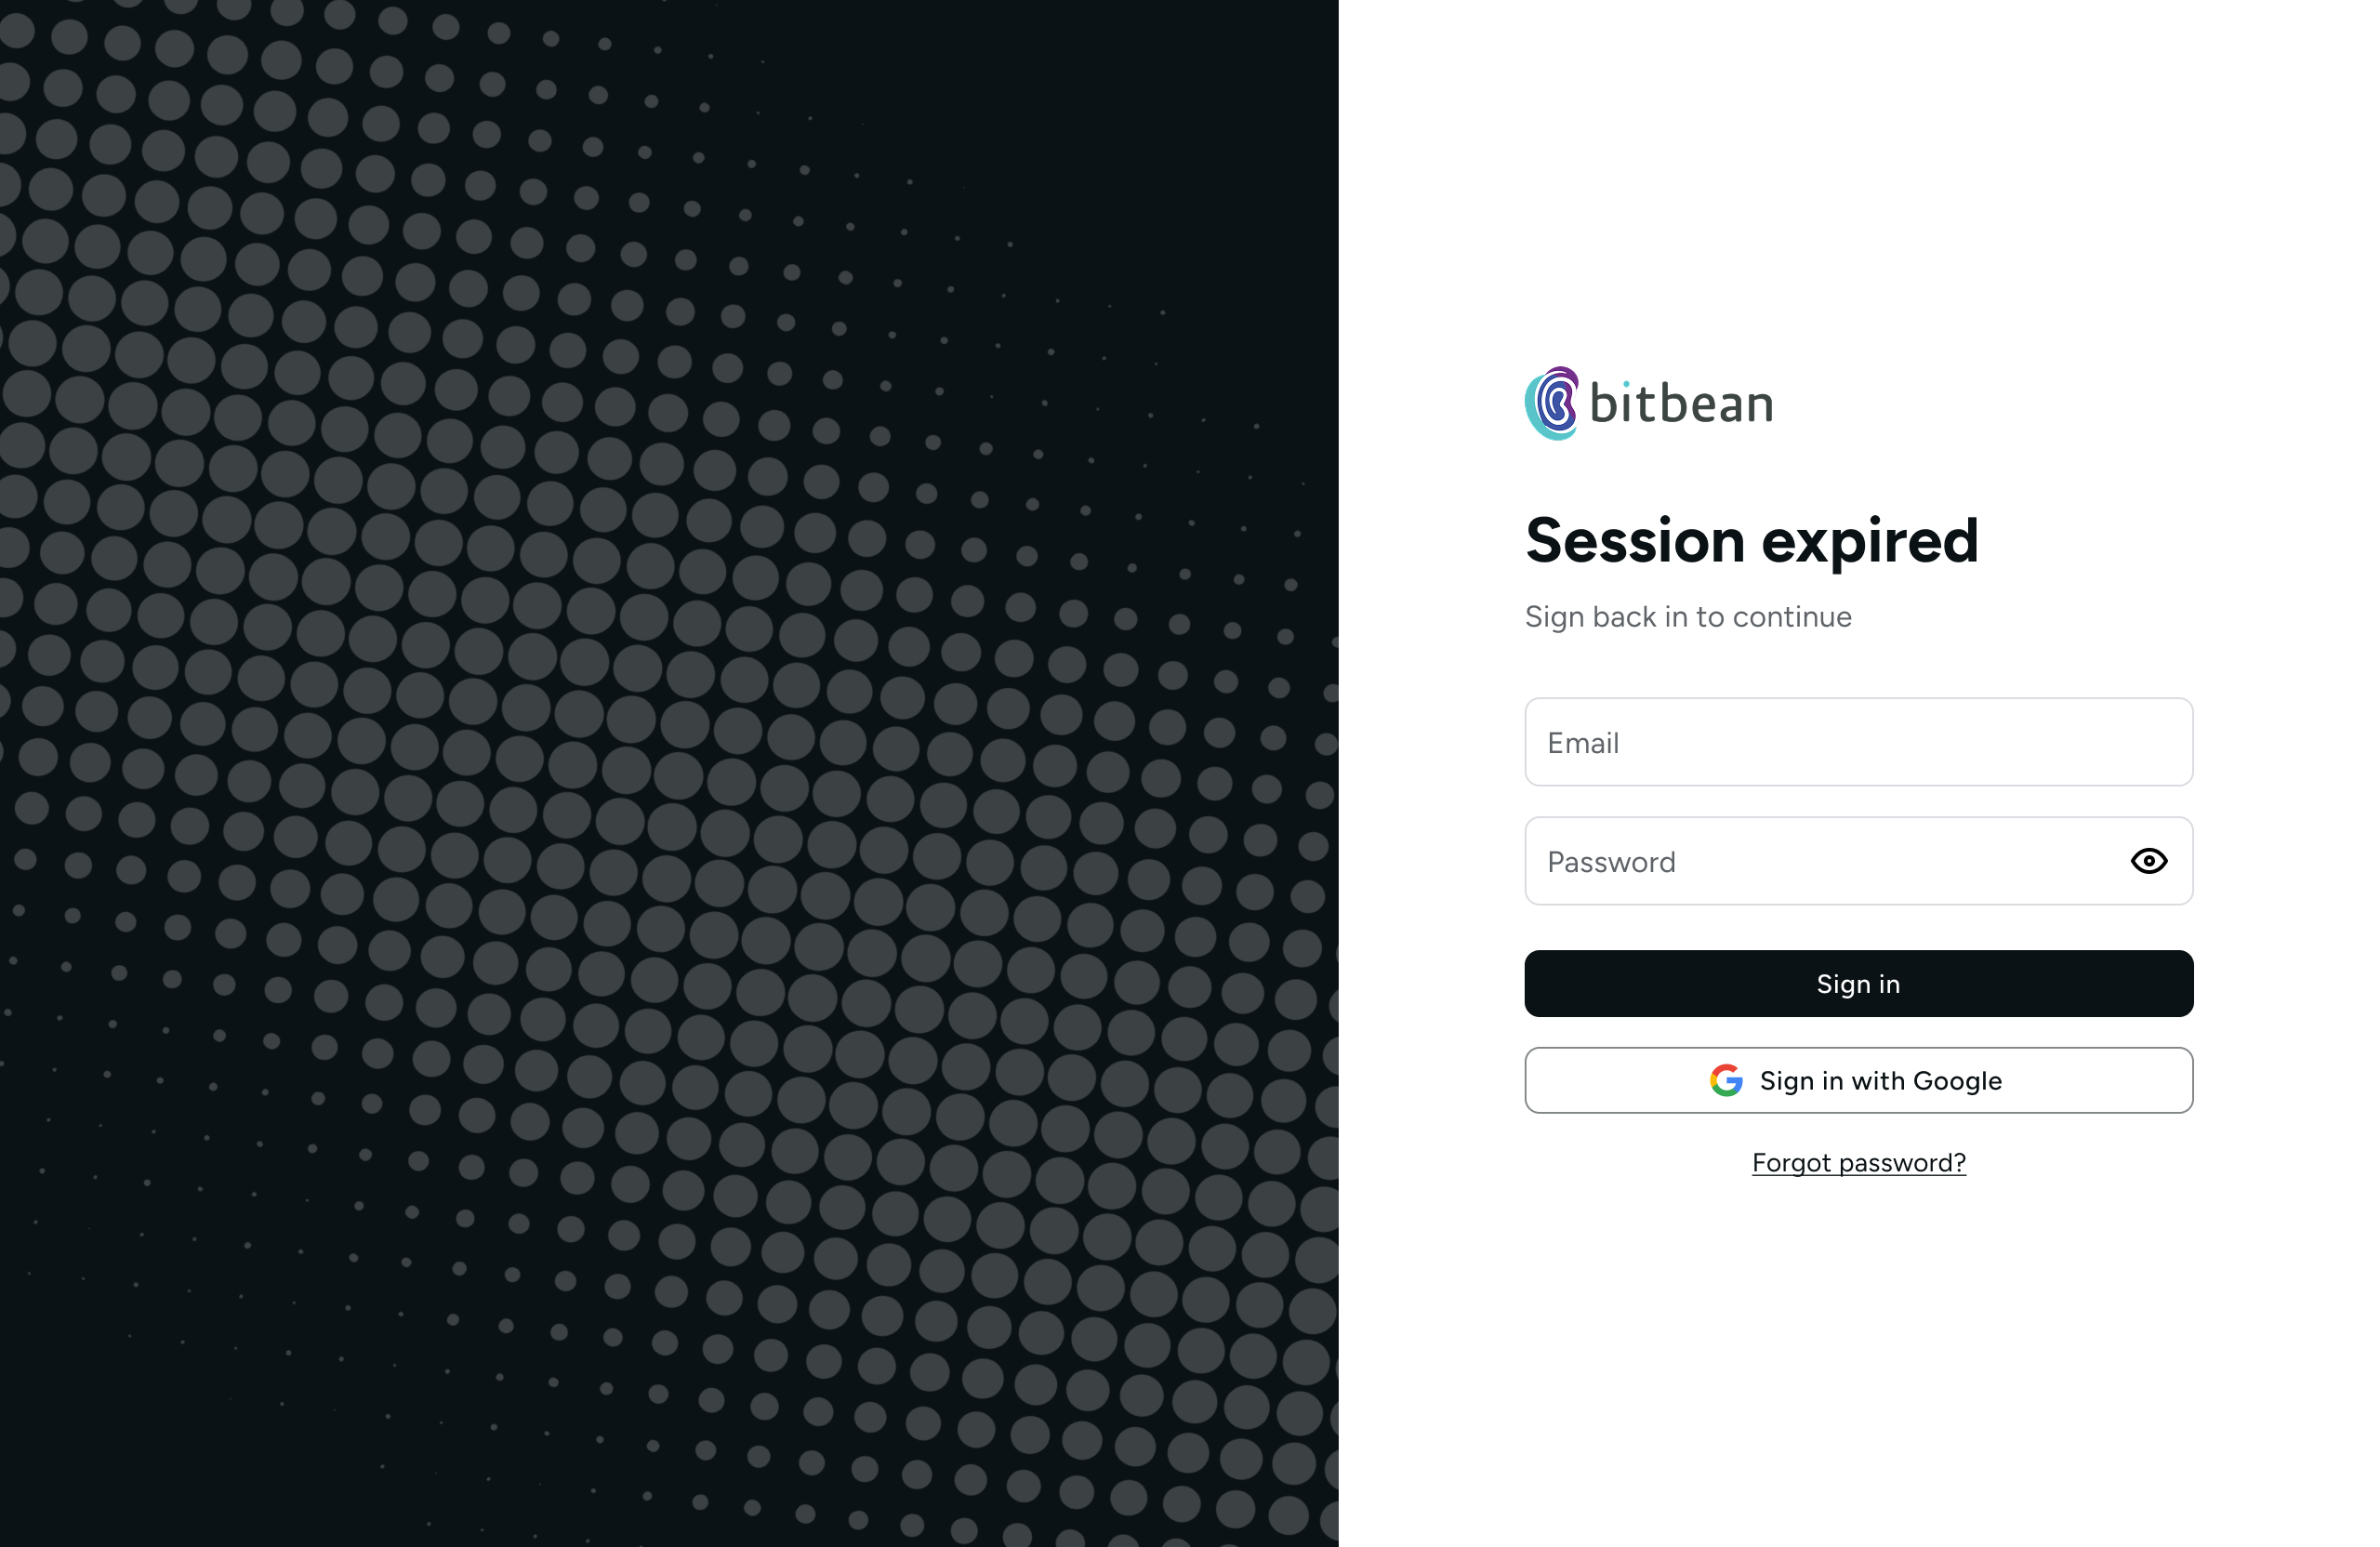 bitbean
Session expired
Sign back in to continue
Email
Password
Sign in
Sign in with Google
Forgot password?